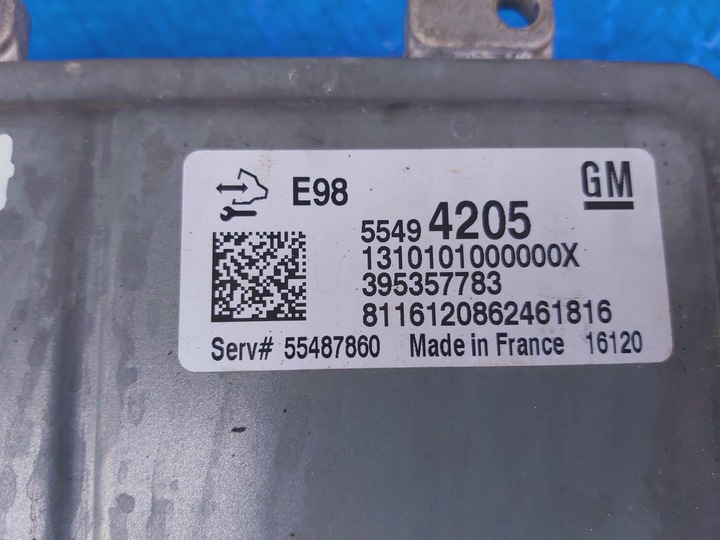 E98
GM
5549 4205
1310101000000X
395357783
8116120862461816
Serv# 55487860 Made in France 16120